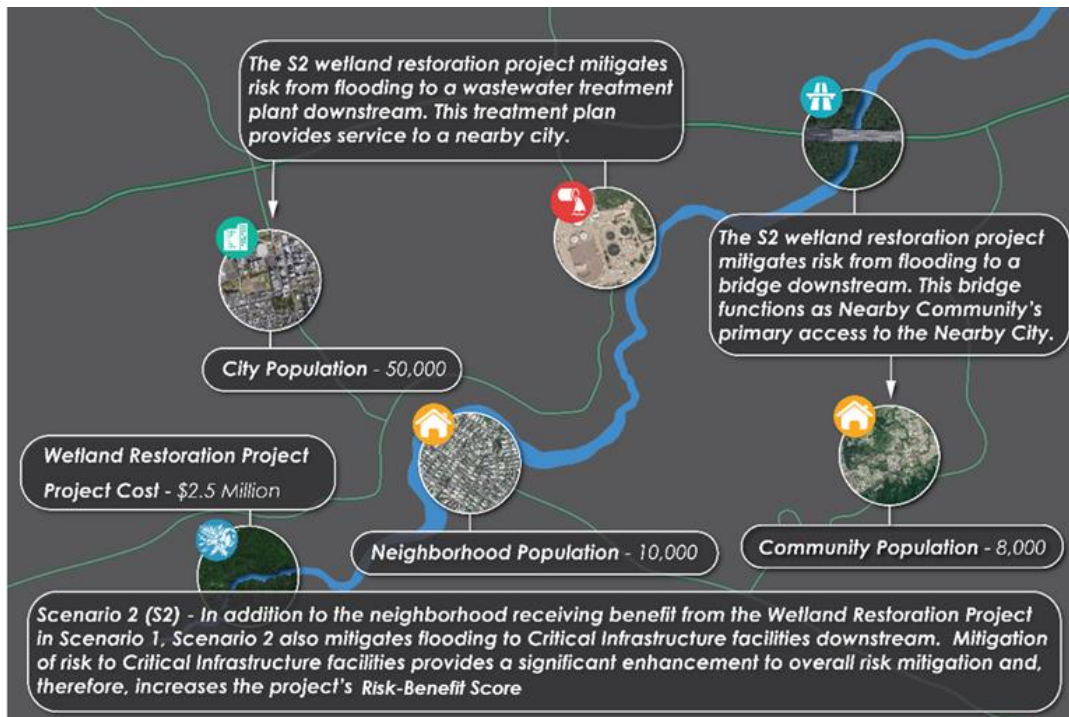 The S2 wetland restoration project mitigates
risk from flooding to a wastewater treatment
plant downstream. This treatment plan
provides service to a nearby city.
The S2 wetland restoration project
mitigates risk from flooding to a
bridge downstream. This bridge
functions as Nearby Community's
primary access to the Nearby City.
City Population - 50,000
Wetland Restoration Project
Project Cost - $2.5 Million
Neighborhood Population - 10,000
Community Population - 8,000
Scenario 2 (S2) - In addition to the neighborhood receiving benefit from the Wetland Restoration Project
in Scenario 1, Scenario 2 also mitigates flooding to Critical Infrastructure facilities downstream. Mitigation
of risk to Critical Infrastructure facilities provides a significant enhancement to overall risk mitigation and,
therefore, increases the project's Risk-Benefit Score